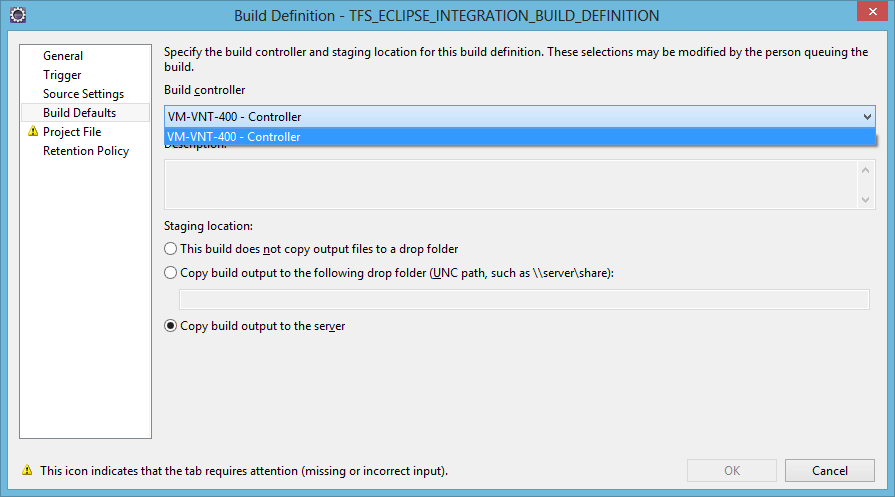 Build Definition - TFS_ECLIPSE_INTEGRATION_BUILD_DEFINITION
General
Trigger
Source Settings
Build Defaults
Project File
Retention Policy
Specify the build controller and staging location for this build definition. These selections may be modified by the person queuing the
build.
Build controller
VM-VNT-400 - Controller
VM-VNT-400 - Controller
Description:
Staging location:
This build does not copy output files to a drop folder
Copy build output to the following drop folder (UNC path, such as \\server\share):
Copy build output to the server
This icon indicates that the tab requires attention (missing or incorrect input).
OK
Cancel